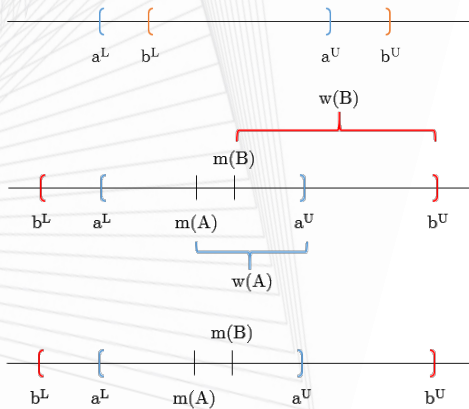 a^L b^L a^U b^U
w(B)
m(B)
b^L a^L m(A) a^U b^U
w(A)
m(B)
b^L a^L m(A) a^U b^U